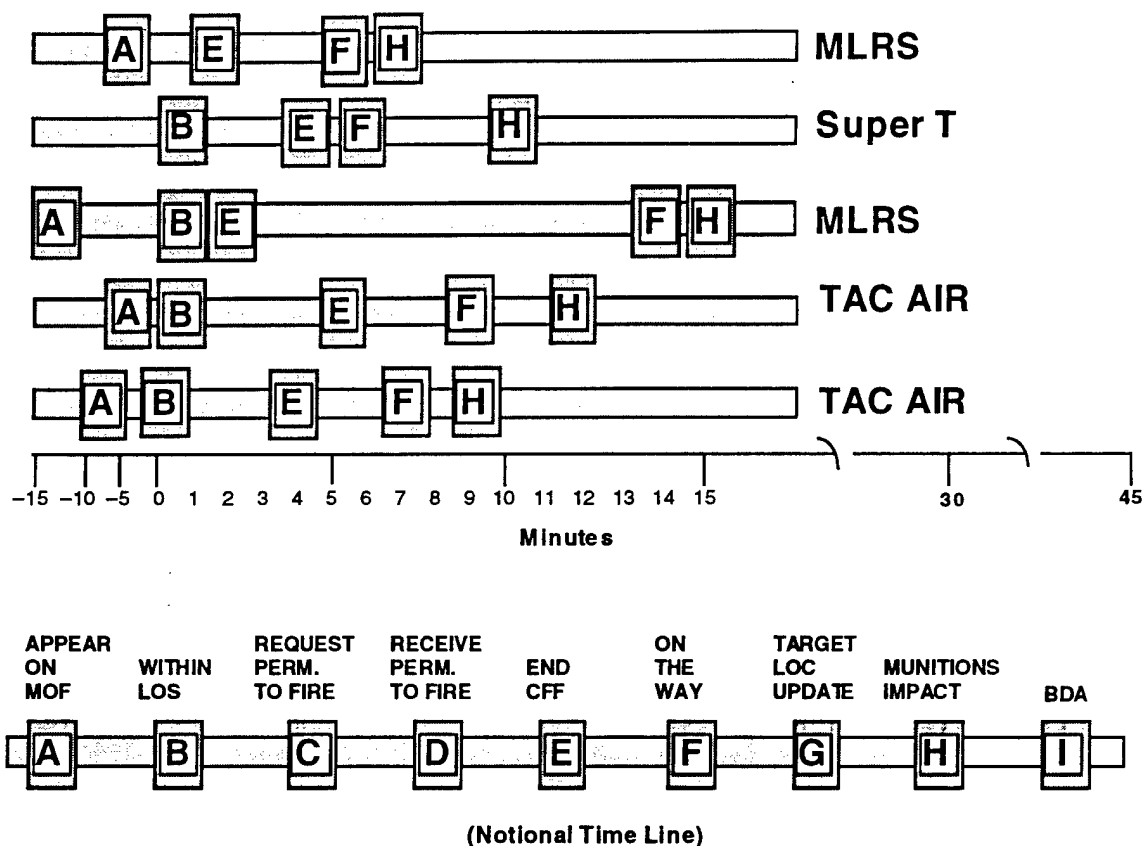 A E F H MLRS
B E F H Super T
A B E F H MLRS
A B E F H TAC AIR
A B E F H TAC AIR
-15 -10 -5 0 1 2 3 4 5 6 7 8 9 10 11 12 13 14 15 30 45
Minutes
APPEAR
ON
MOF
WITHIN
LOS
REQUEST
PERM.
TO FIRE
RECEIVE
PERM.
TO FIRE
END
CFF
ON
THE
WAY
TARGET
LOC
UPDATE
MUNITIONS
IMPACT
BDA
A B C D E F G H I
(Notional Time Line)